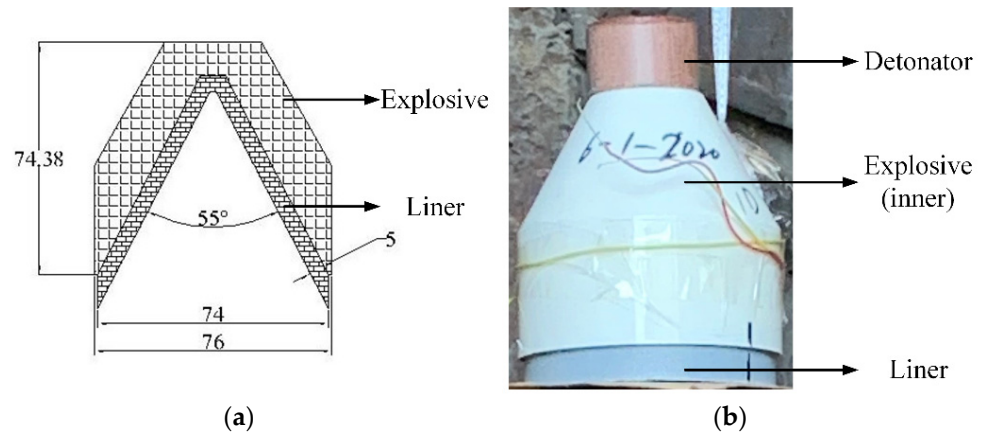 Explosive
74.38
Liner
55°
5
74
76
(a)
Detonator
6-1-2020
Explosive
(inner)
10
Liner
(b)